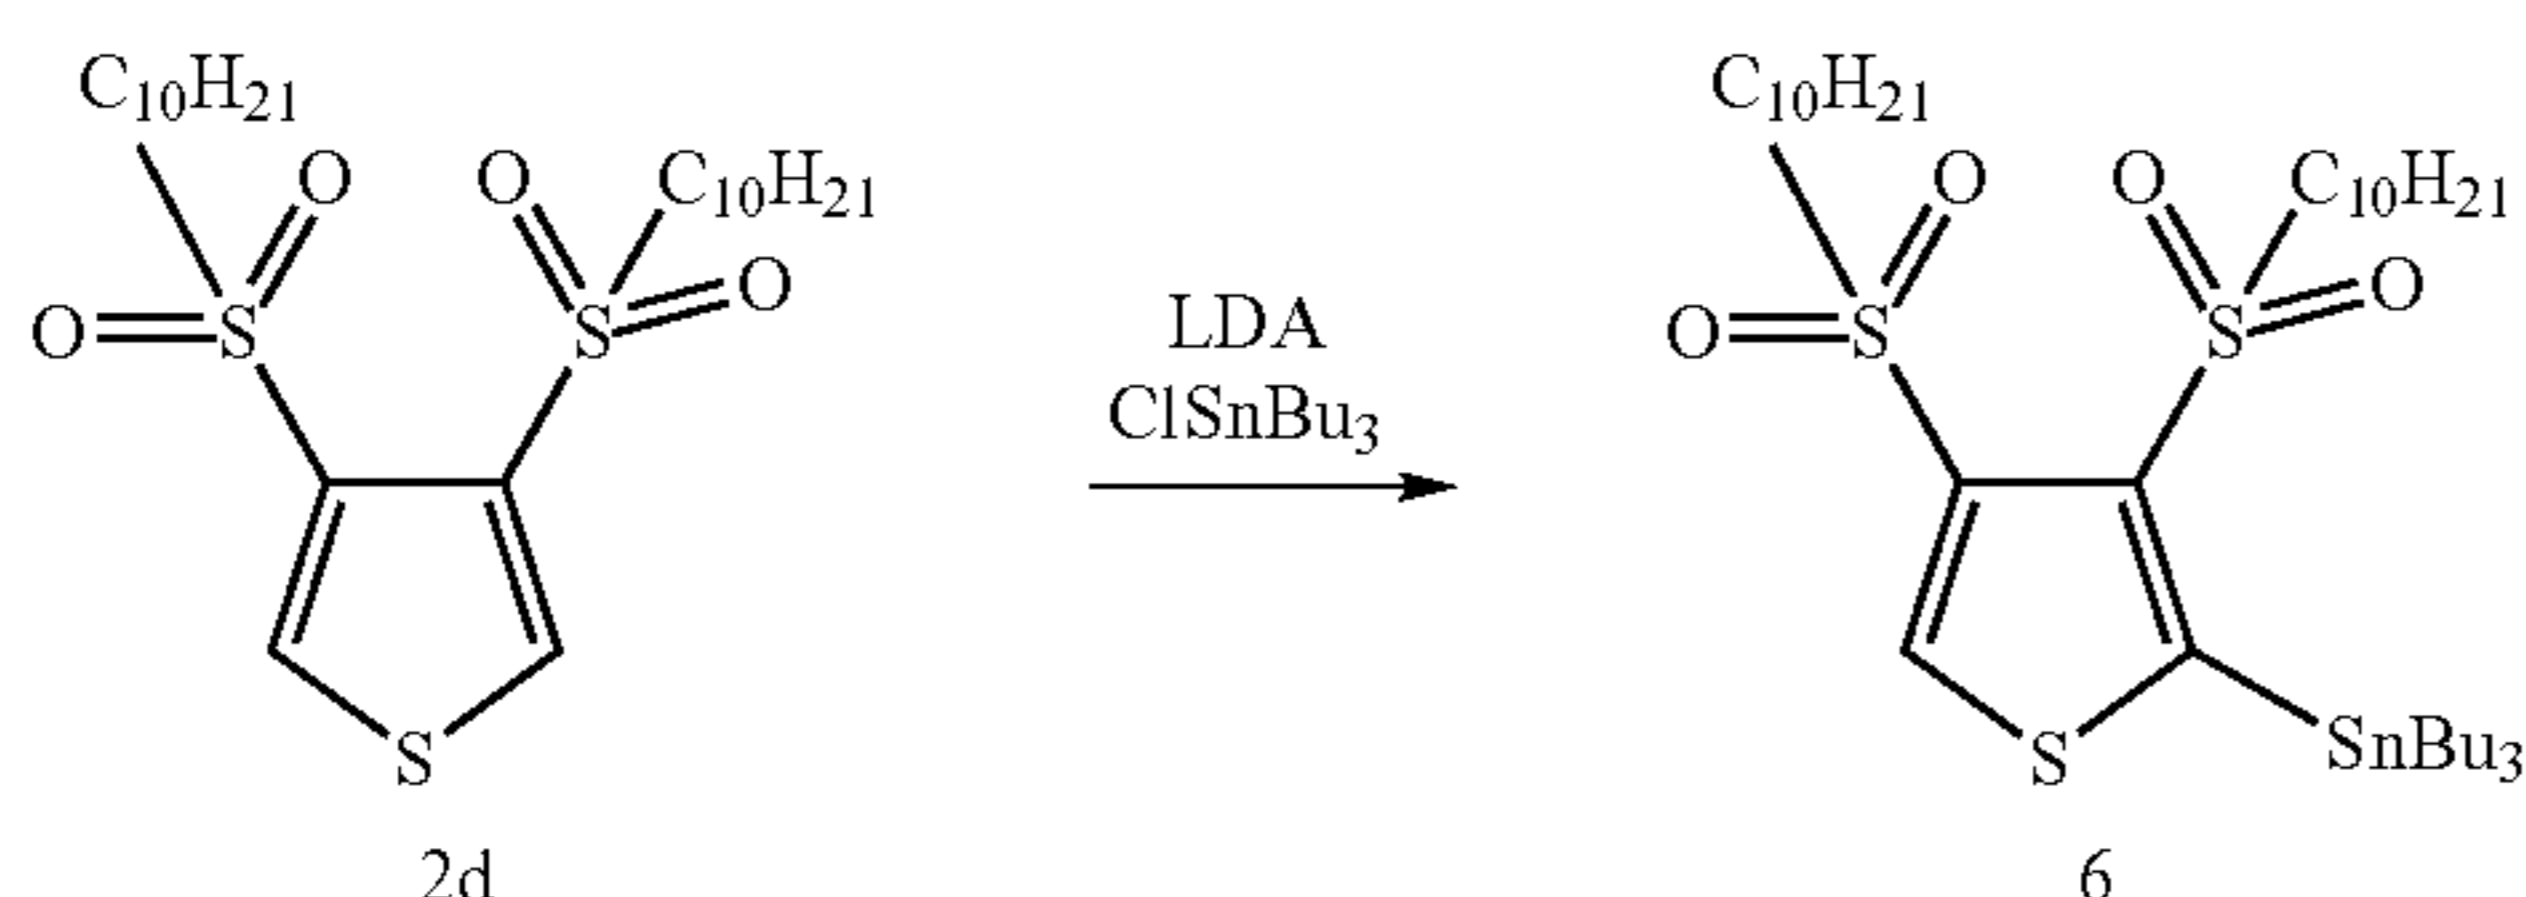 C10H21
O O C10H21
O
O S S
S
2d
LDA
ClSnBu3
C10H21
O O C10H21
O
O S S
S SnBu3
6